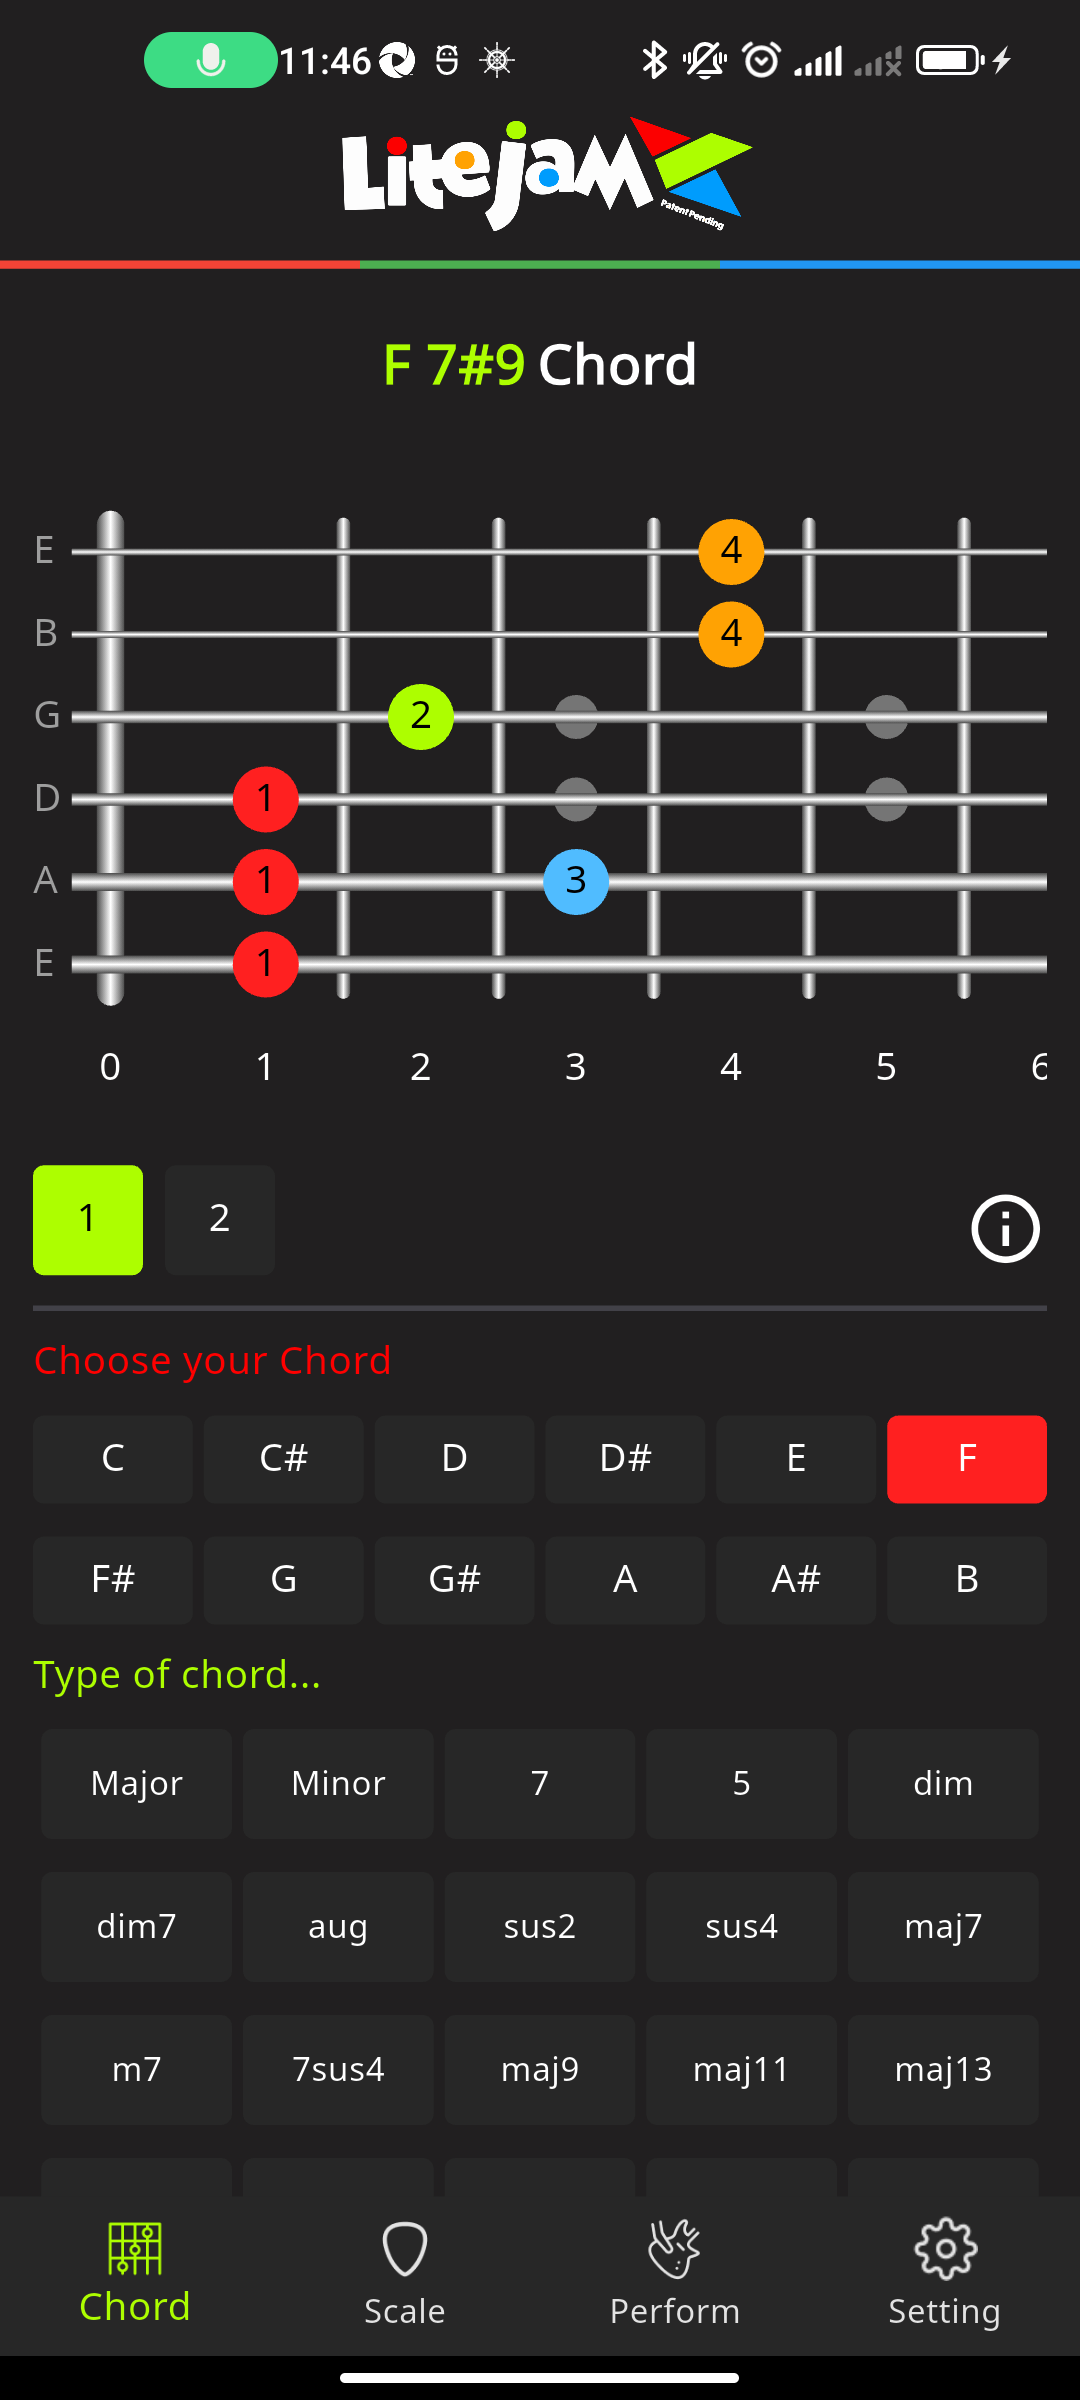 11:46
LitejaM
Patent Pending
F 7#9 Chord
E 4
B 4
G 2
D 1
A 1 3
E 1
0 1 2 3 4 5 6
1 2
Choose your Chord
C C# D D# E F
F# G G# A A# B
Type of chord...
Major Minor 7 5 dim
dim7 aug sus2 sus4 maj7
m7 7sus4 maj9 maj11 maj13
Chord Scale Perform Setting